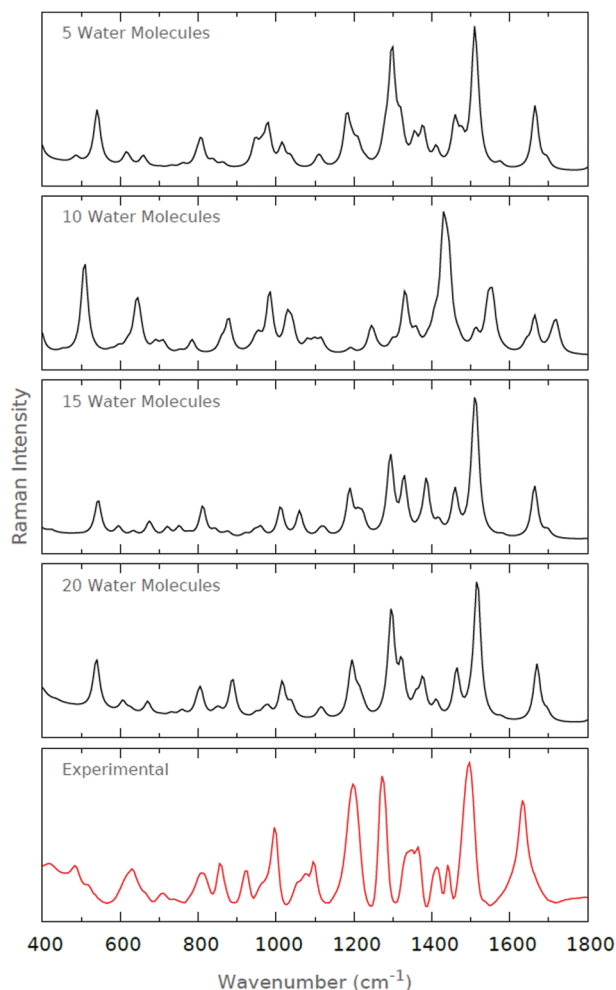 5 Water Molecules
10 Water Molecules
15 Water Molecules
20 Water Molecules
Experimental
Raman Intensity
400 600 800 1000 1200 1400 1600 1800
Wavenumber (cm⁻¹)